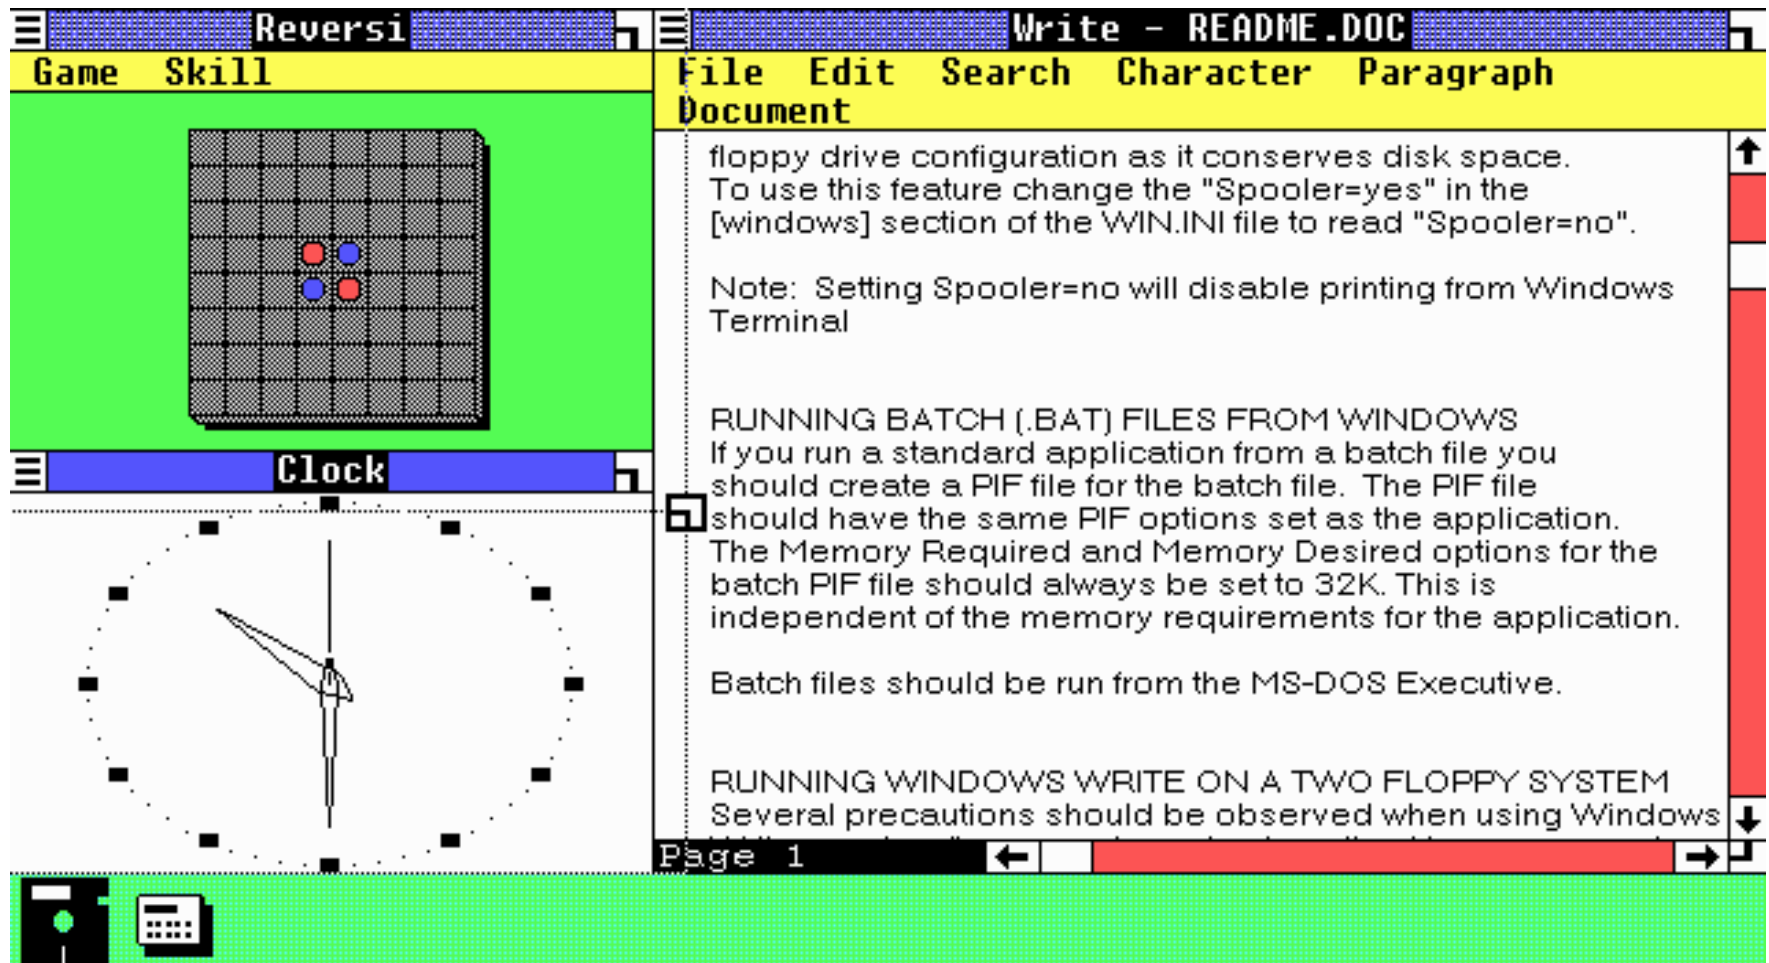 Reversi
Game Skill
Clock
Write - README.DOC
File Edit Search Character Paragraph
Document
floppy drive configuration as it conserves disk space.
To use this feature change the "Spooler=yes" in the
[windows] section of the WIN.INI file to read "Spooler=no".
Note: Setting Spooler=no will disable printing from Windows
Terminal
RUNNING BATCH (.BAT) FILES FROM WINDOWS
If you run a standard application from a batch file you
should create a PIF file for the batch file. The PIF file
should have the same PIF options set as the application.
The Memory Required and Memory Desired options for the
batch PIF file should always be set to 32K. This is
independent of the memory requirements for the application.
Batch files should be run from the MS-DOS Executive.
RUNNING WINDOWS WRITE ON A TWO FLOPPY SYSTEM
Several precautions should be observed when using Windows
Page 1